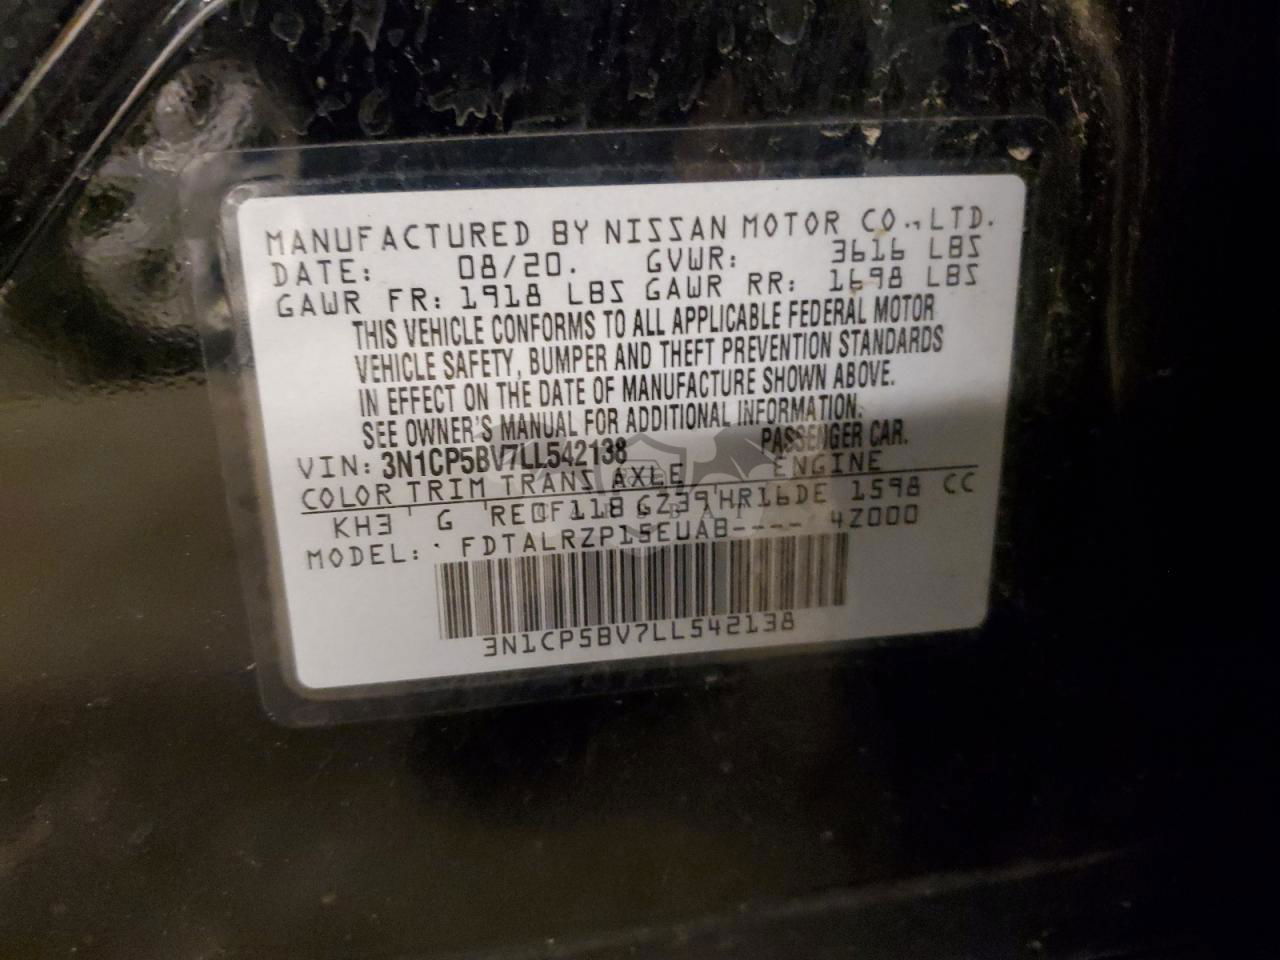 MANUFACTURED BY NISSAN MOTOR CO.,LTD.
DATE: 08/20. GVWR: 3616 LBS
GAWR FR: 1918 LBS GAWR RR: 1698 LBS
THIS VEHICLE CONFORMS TO ALL APPLICABLE FEDERAL MOTOR
VEHICLE SAFETY, BUMPER AND THEFT PREVENTION STANDARDS
IN EFFECT ON THE DATE OF MANUFACTURE SHOWN ABOVE.
SEE OWNER'S MANUAL FOR ADDITIONAL INFORMATION.
VIN: 3N1CP5BV7LL542138 PASSENGER CAR.
COLOR TRIM TRANS AXLE ENGINE
KH3 ' G 'RE0F11B GZ39'HR16DE 1598 CC
MODEL: · FDTALRZP15EUAB---- 4Z000
3N1CP5BV7LL542138